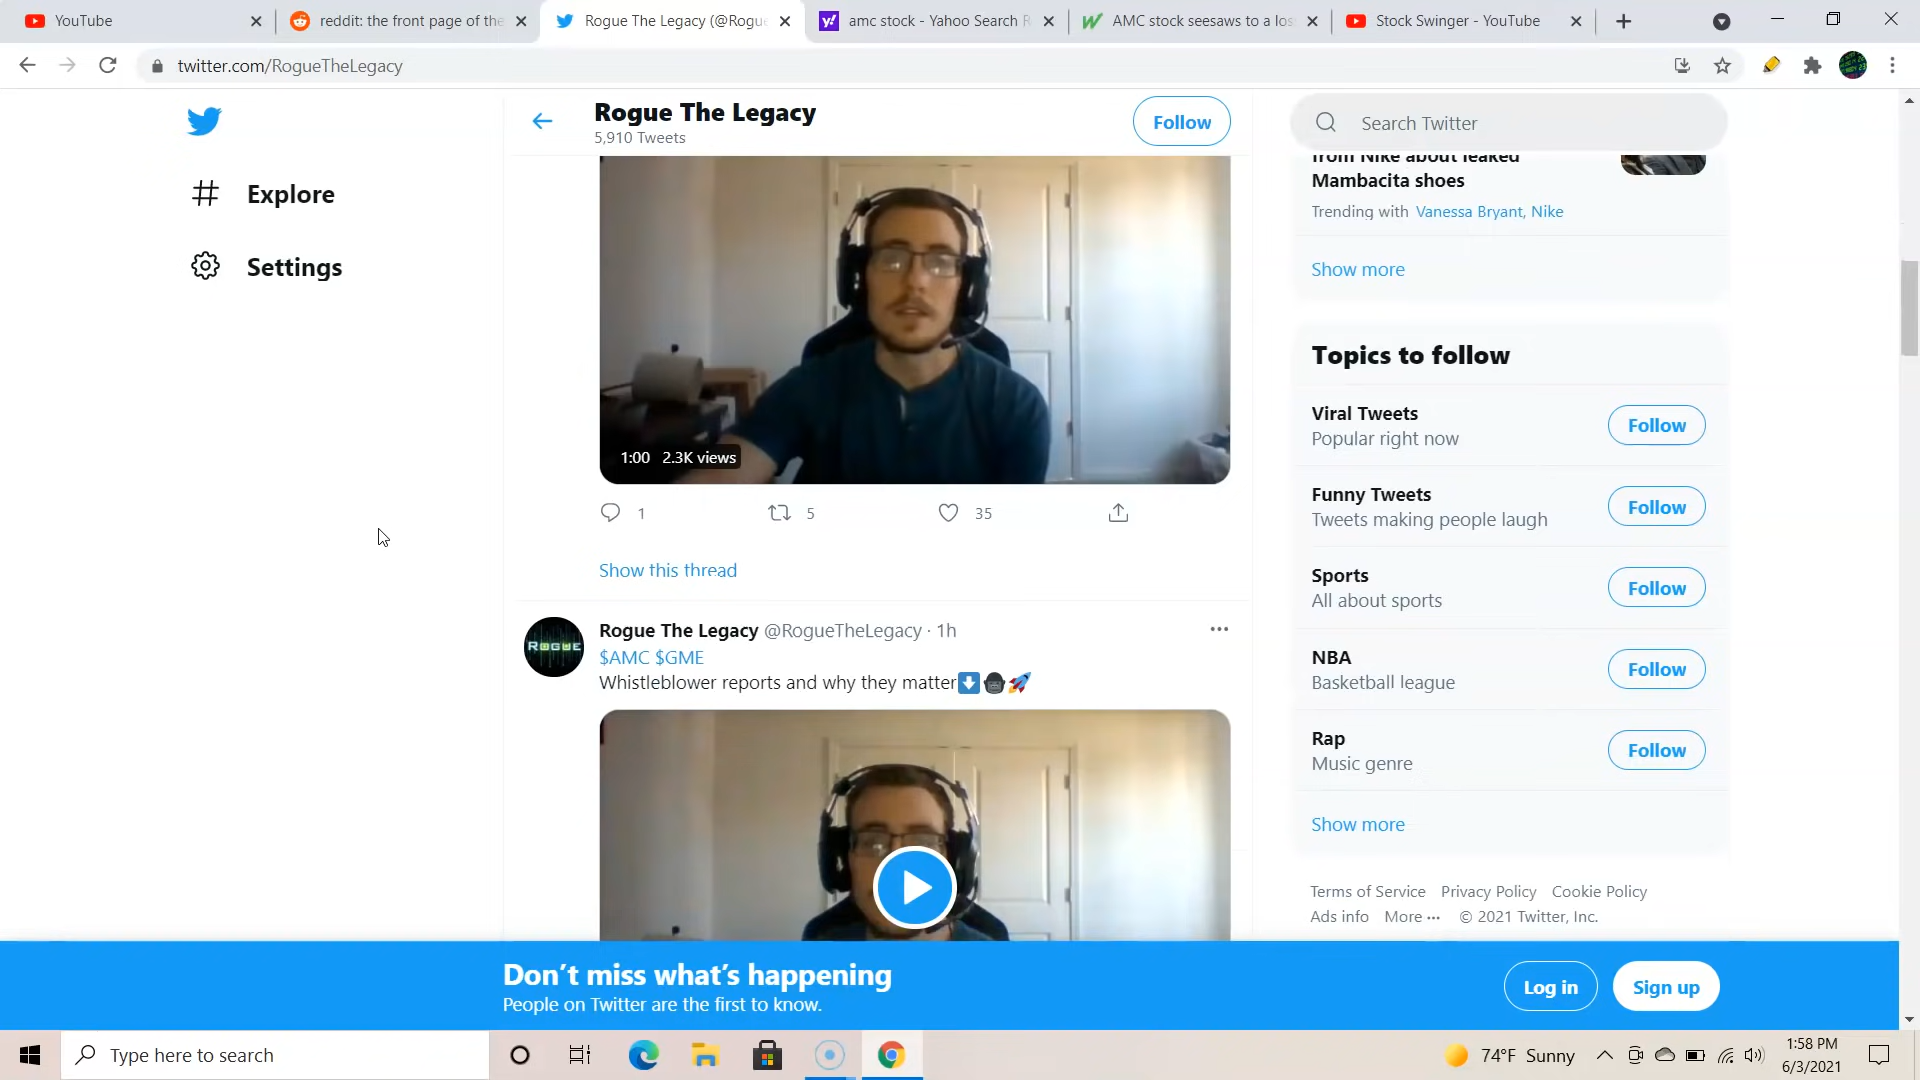 YouTube
reddit: the front page of the
Rogue The Legacy (@Rogue
amc stock - Yahoo Search R
AMC stock seesaws to a los
Stock Swinger - YouTube
twitter.com/RogueTheLegacy
Explore
Settings
Rogue The Legacy
5,910 Tweets
Follow
1:00 2.3K views
1
5
35
Show this thread
ROGUE
Rogue The Legacy @RogueTheLegacy · 1h
$AMC $GME
Whistleblower reports and why they matter⬇️🦍🚀
Search Twitter
from Nike about leaked
Mambacita shoes
Trending with Vanessa Bryant, Nike
Show more
Topics to follow
Viral Tweets
Popular right now
Follow
Funny Tweets
Tweets making people laugh
Follow
Sports
All about sports
Follow
NBA
Basketball league
Follow
Rap
Music genre
Follow
Show more
Terms of Service Privacy Policy Cookie Policy
Ads info More ··· © 2021 Twitter, Inc.
Don’t miss what’s happening
People on Twitter are the first to know.
Log in
Sign up
Type here to search
74°F Sunny
1:58 PM
6/3/2021